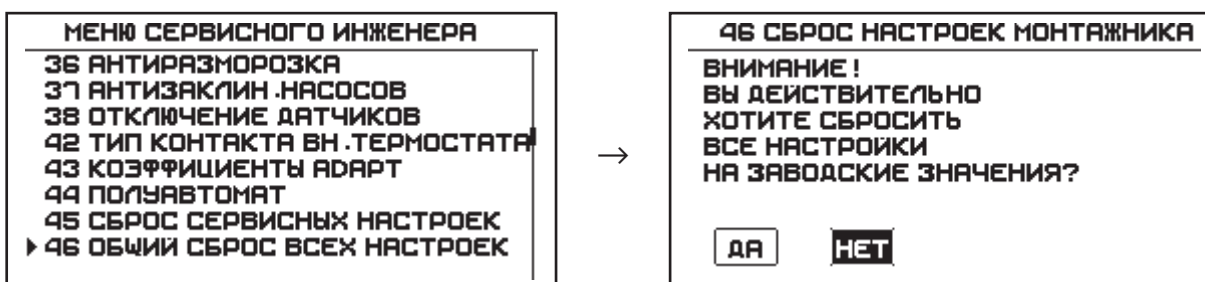 МЕНЮ СЕРВИСНОГО ИНЖЕНЕРА
36 АНТИРАЗМОРОЗКА
37 АНТИЗАКЛИН.НАСОСОВ
38 ОТКЛЮЧЕНИЕ ДАТЧИКОВ
42 ТИП КОНТАКТА ВН.ТЕРМОСТАТА
43 КОЭФФИЦИЕНТЫ ADAPT
44 ПОЛУАВТОМАТ
45 СБРОС СЕРВИСНЫХ НАСТРОЕК
46 ОБЩИЙ СБРОС ВСЕХ НАСТРОЕК
→
46 СБРОС НАСТРОЕК МОНТАЖНИКА
ВНИМАНИЕ!
ВЫ ДЕЙСТВИТЕЛЬНО
ХОТИТЕ СБРОСИТЬ
ВСЕ НАСТРОЙКИ
НА ЗАВОДСКИЕ ЗНАЧЕНИЯ?
ДА НЕТ